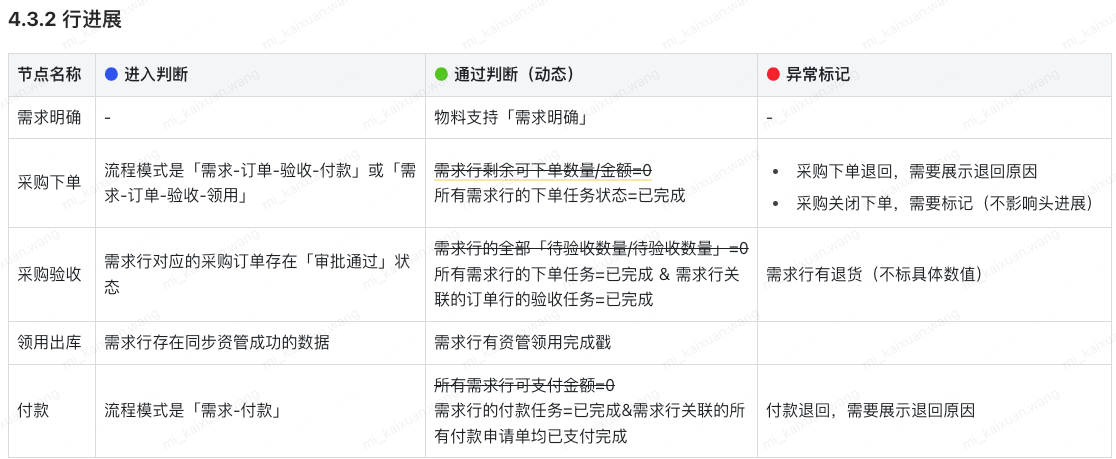 4.3.2 行进展
节点名称 进入判断 通过判断（动态） 异常标记
需求明确 - 物料支持「需求明确」 -
采购下单
流程模式是「需求-订单-验收-付款」或「需
求-订单-验收-领用」
需求行剩余可下单数量/金额=0
所有需求行的下单任务状态=已完成
• 采购下单退回，需要展示退回原因
• 采购关闭下单，需要标记（不影响头进展）
采购验收
需求行对应的采购订单存在「审批通过」状
态
需求行的全部「待验收数量/待验收数量」=0
所有需求行的下单任务=已完成 & 需求行关
联的订单行的验收任务=已完成
需求行有退货（不标具体数值）
领用出库 需求行存在同步资管成功的数据 需求行有资管领用完成戳
付款
流程模式是「需求-付款」
所有需求行可支付金额=0
需求行的付款任务=已完成&需求行关联的所
有付款申请单均已支付完成
付款退回，需要展示退回原因
mi_kaixuan.wang